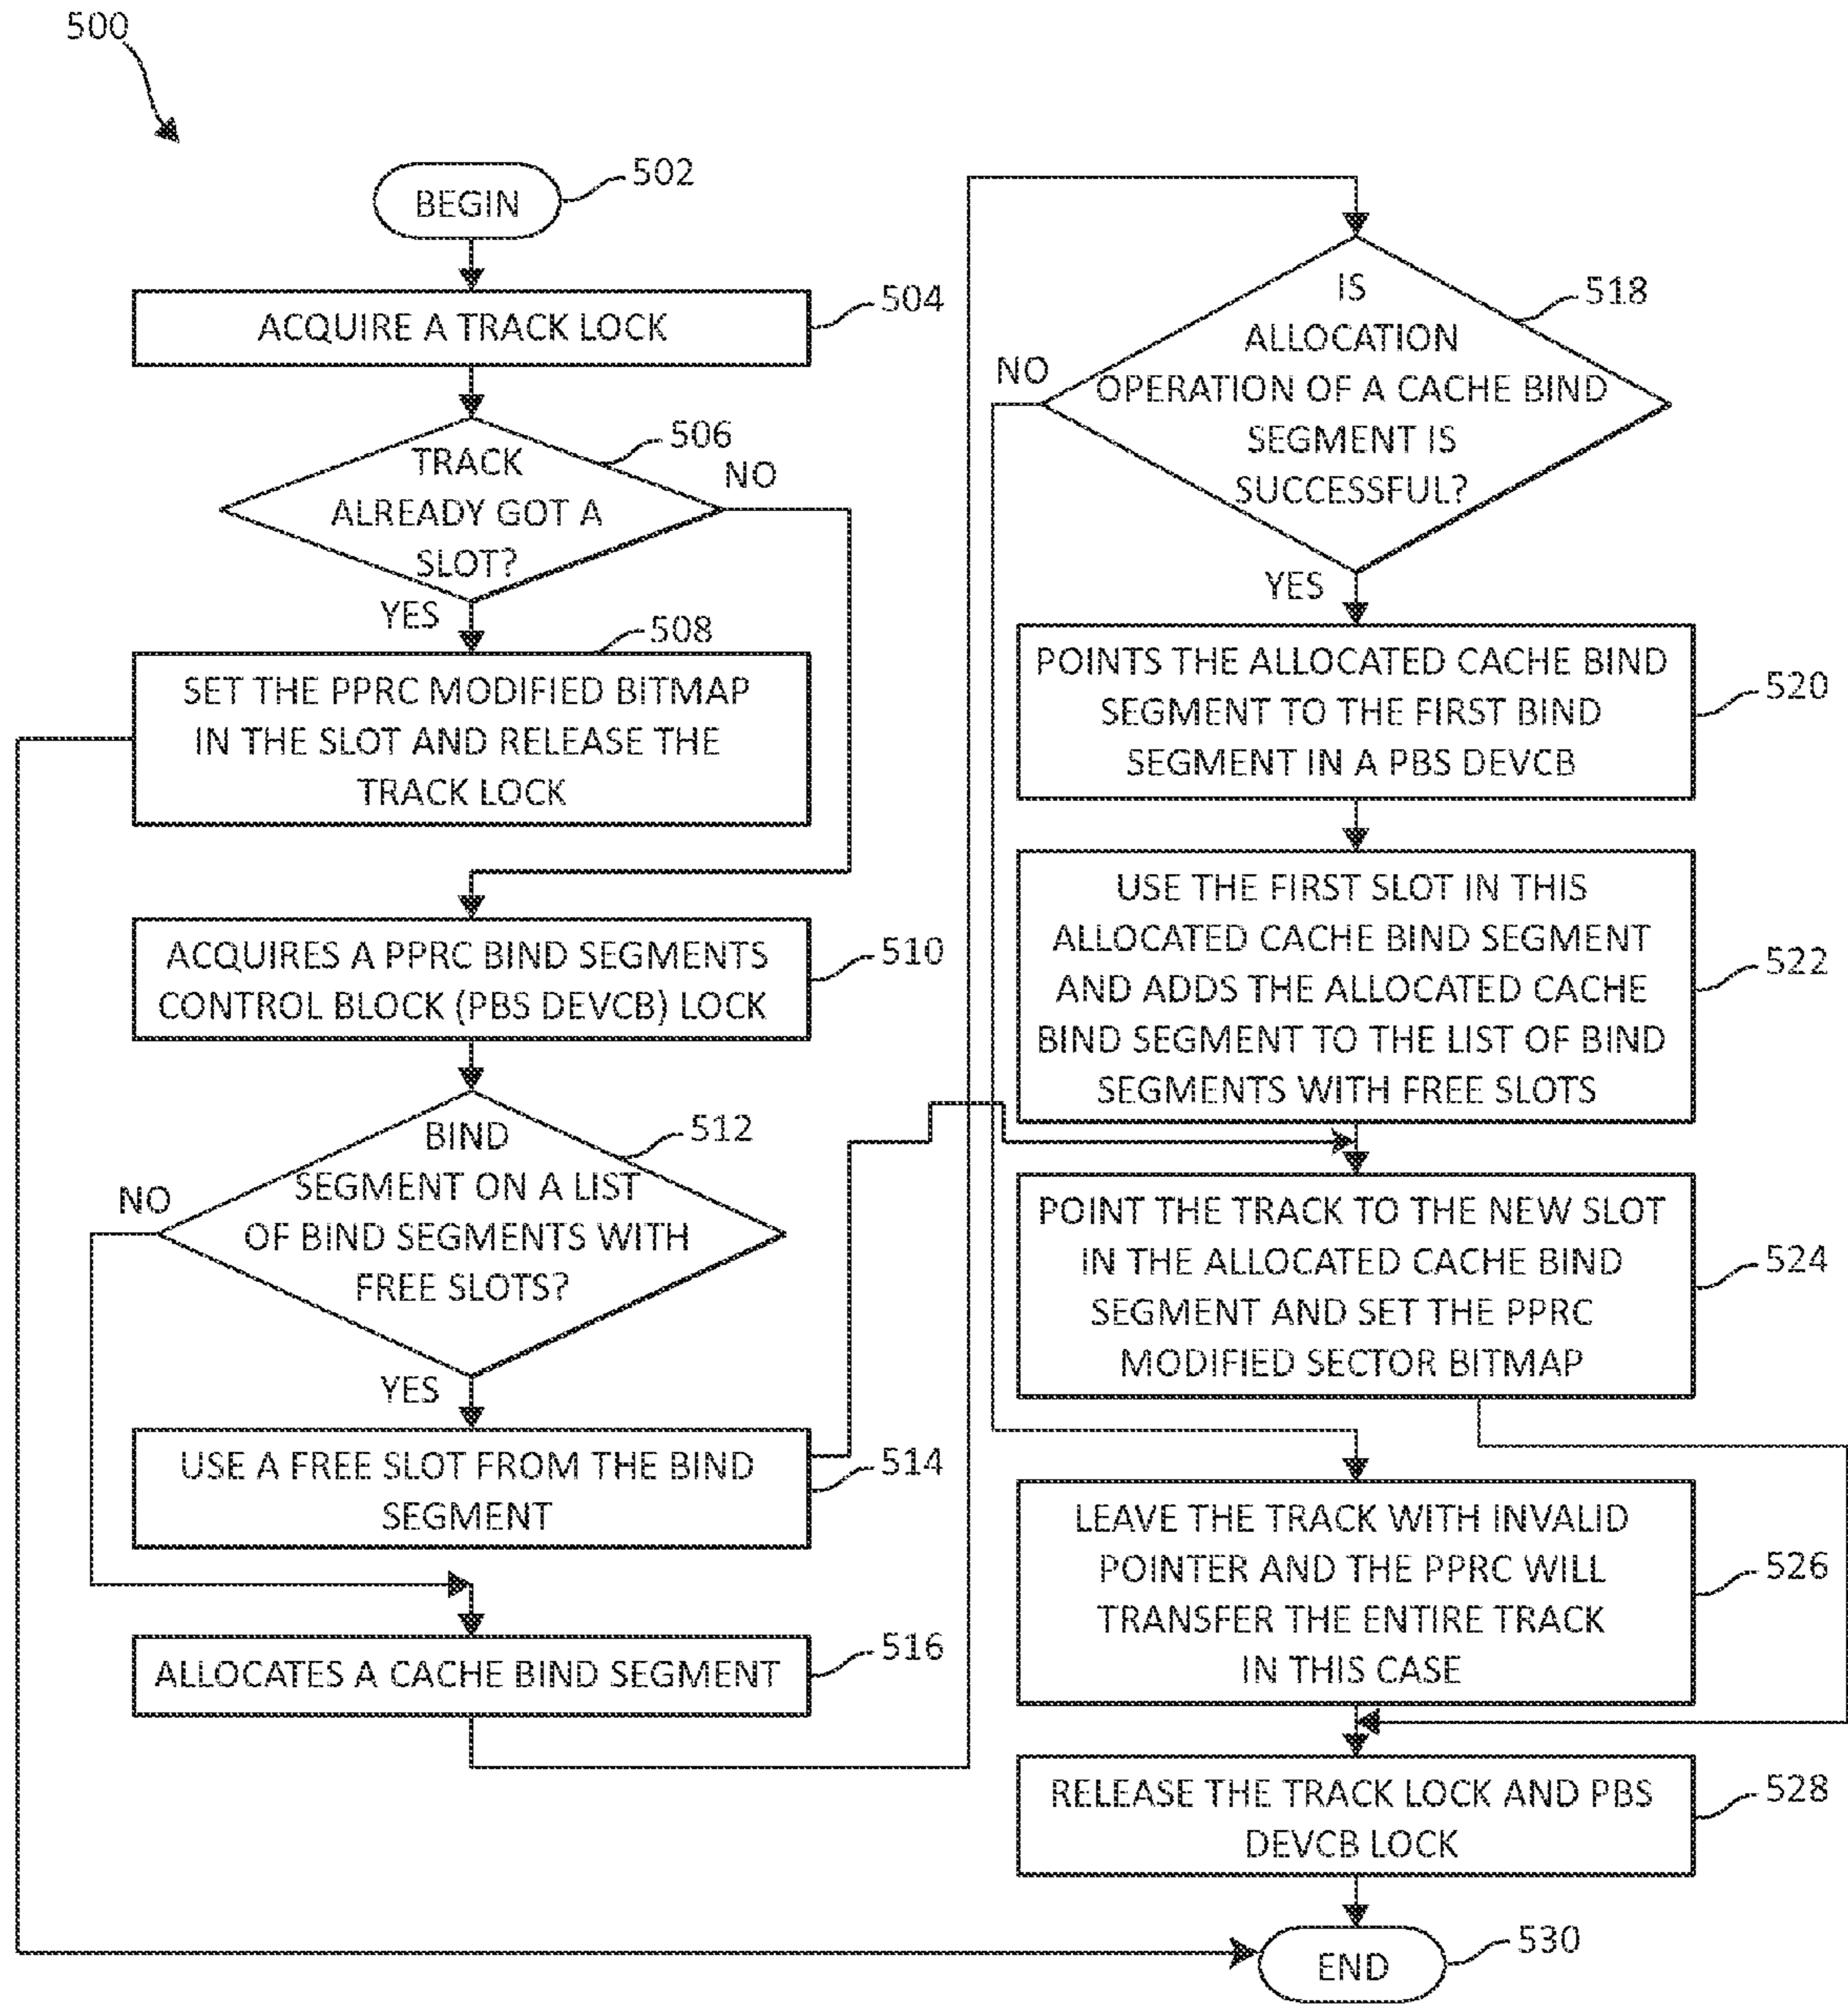 500
BEGIN
502
ACQUIRE A TRACK LOCK
504
TRACK
ALREADY GOT A
SLOT?
506
NO
YES
SET THE PPRC MODIFIED BITMAP
IN THE SLOT AND RELEASE THE
TRACK LOCK
508
ACQUIRES A PPRC BIND SEGMENTS
CONTROL BLOCK (PBS DEVCB) LOCK
510
BIND
SEGMENT ON A LIST
OF BIND SEGMENTS WITH
FREE SLOTS?
512
NO
YES
USE A FREE SLOT FROM THE BIND
SEGMENT
514
ALLOCATES A CACHE BIND SEGMENT
516
IS
ALLOCATION
OPERATION OF A CACHE BIND
SEGMENT IS
SUCCESSFUL?
518
NO
YES
POINTS THE ALLOCATED CACHE BIND
SEGMENT TO THE FIRST BIND
SEGMENT IN A PBS DEVCB
520
USE THE FIRST SLOT IN THIS
ALLOCATED CACHE BIND SEGMENT
AND ADDS THE ALLOCATED CACHE
BIND SEGMENT TO THE LIST OF BIND
SEGMENTS WITH FREE SLOTS
522
POINT THE TRACK TO THE NEW SLOT
IN THE ALLOCATED CACHE BIND
SEGMENT AND SET THE PPRC
MODIFIED SECTOR BITMAP
524
LEAVE THE TRACK WITH INVALID
POINTER AND THE PPRC WILL
TRANSFER THE ENTIRE TRACK
IN THIS CASE
526
RELEASE THE TRACK LOCK AND PBS
DEVCB LOCK
528
END
530